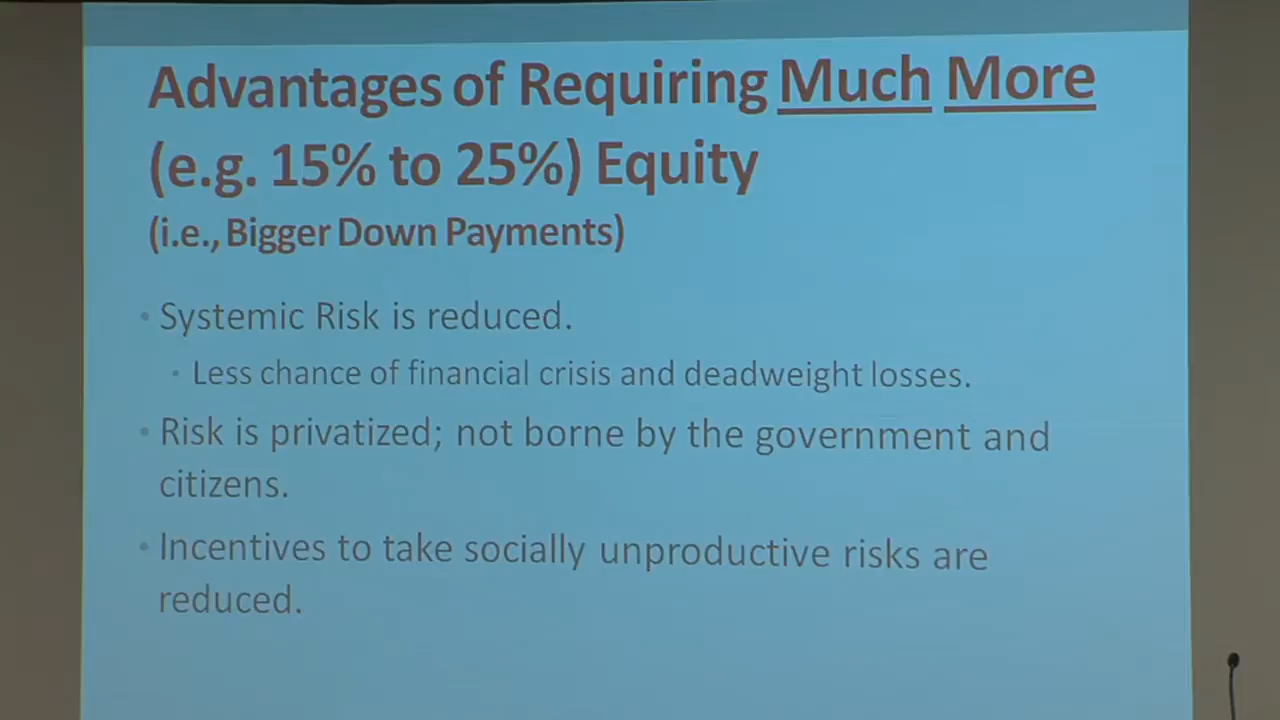 Advantages of Requiring Much More
(e.g. 15% to 25%) Equity
(i.e., Bigger Down Payments)
• Systemic Risk is reduced.
• Less chance of financial crisis and deadweight losses.
• Risk is privatized; not borne by the government and
citizens.
• Incentives to take socially unproductive risks are
reduced.